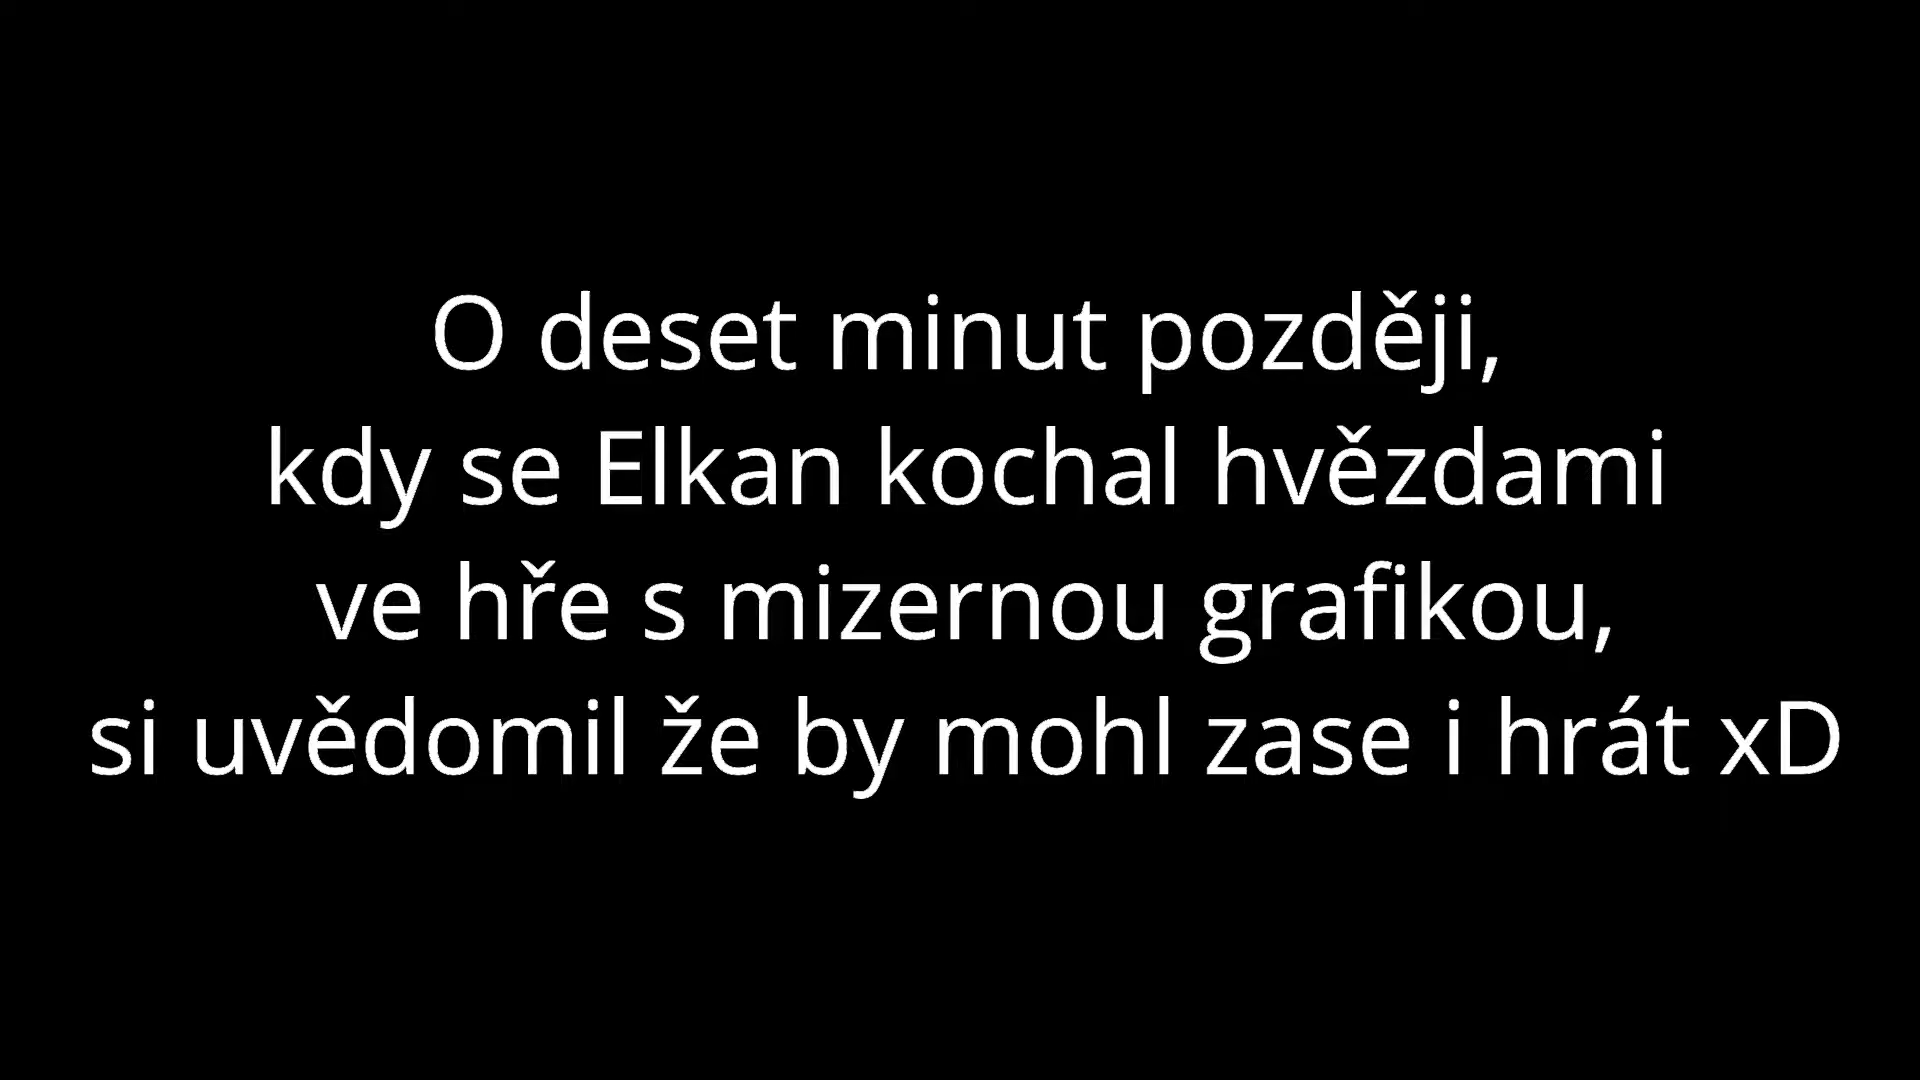 O deset minut později,
kdy se Elkan kochal hvězdami
ve hře s mizernou grafikou,
si uvědomil že by mohl zase i hrát xD